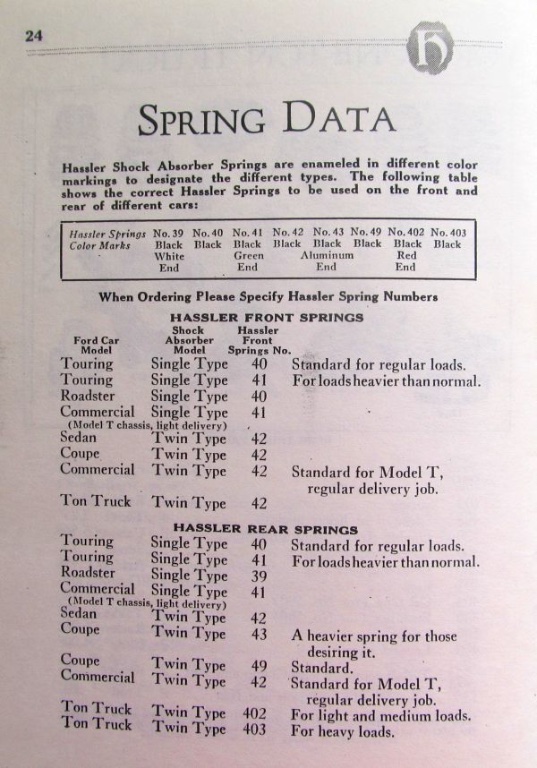 24
H
SPRING DATA
Hassler Shock Absorber Springs are enameled in different color
markings to designate the different types. The following table
shows the correct Hassler Springs to be used on the front and
rear of different cars:
Hassler Springs No. 39 No. 40 No. 41 No. 42 No. 43 No. 49 No. 402 No. 403
Color Marks Black Black Black Black Black Black Black Black
White Green Aluminum Red
End End End End
When Ordering Please Specify Hassler Spring Numbers
HASSLER FRONT SPRINGS
Shock Hassler
Ford Car Absorber Front
Model Model Springs No.
Touring Single Type 40 Standard for regular loads.
Touring Single Type 41 For loads heavier than normal.
Roadster Single Type 40
Commercial Single Type 41
(Model T chassis, light delivery)
Sedan Twin Type 42
Coupe Twin Type 42
Commercial Twin Type 42 Standard for Model T,
regular delivery job.
Ton Truck Twin Type 42
HASSLER REAR SPRINGS
Touring Single Type 40 Standard for regular loads.
Touring Single Type 41 For loads heavier than normal.
Roadster Single Type 39
Commercial Single Type 41
(Model T chassis, light delivery)
Sedan Twin Type 42
Coupe Twin Type 43 A heavier spring for those
desiring it.
Coupe Twin Type 49 Standard.
Commercial Twin Type 42 Standard for Model T,
regular delivery job.
Ton Truck Twin Type 402 For light and medium loads.
Ton Truck Twin Type 403 For heavy loads.